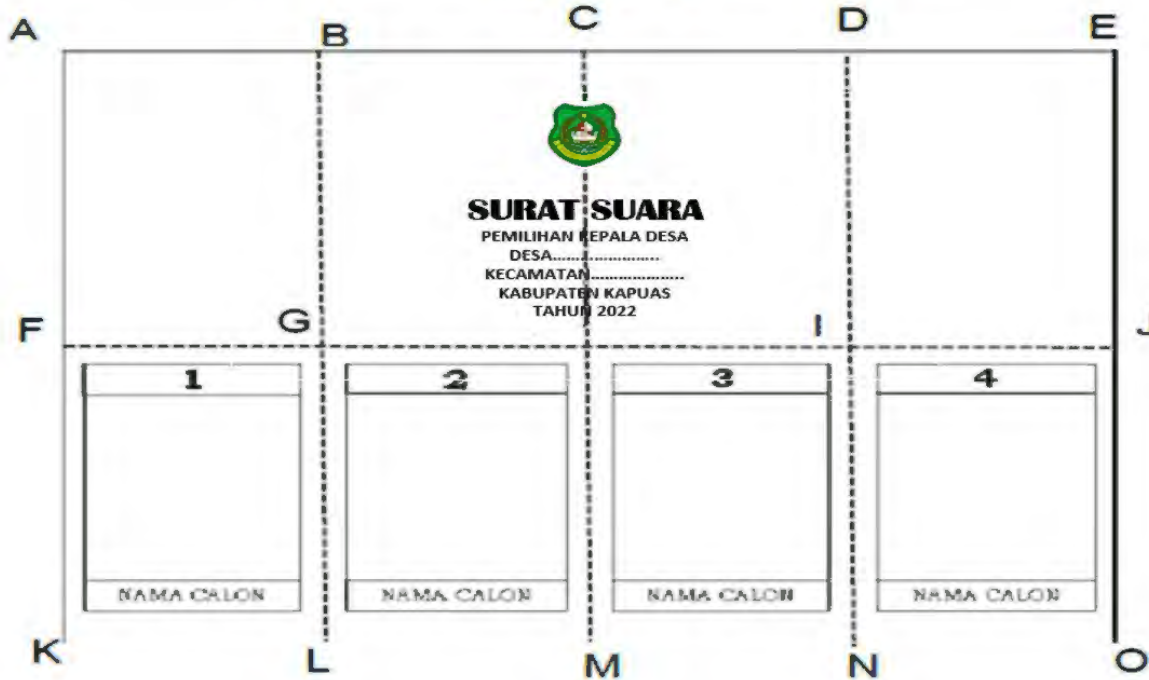 A B C D E
SURAT SUARA
PEMILIHAN KEPALA DESA
DESA......................
KECAMATAN...................
KABUPATEN KAPUAS
TAHUN 2022
F G I J
1 2 3 4
NAMA CALON NAMA CALON NAMA CALON NAMA CALON
K L M N O